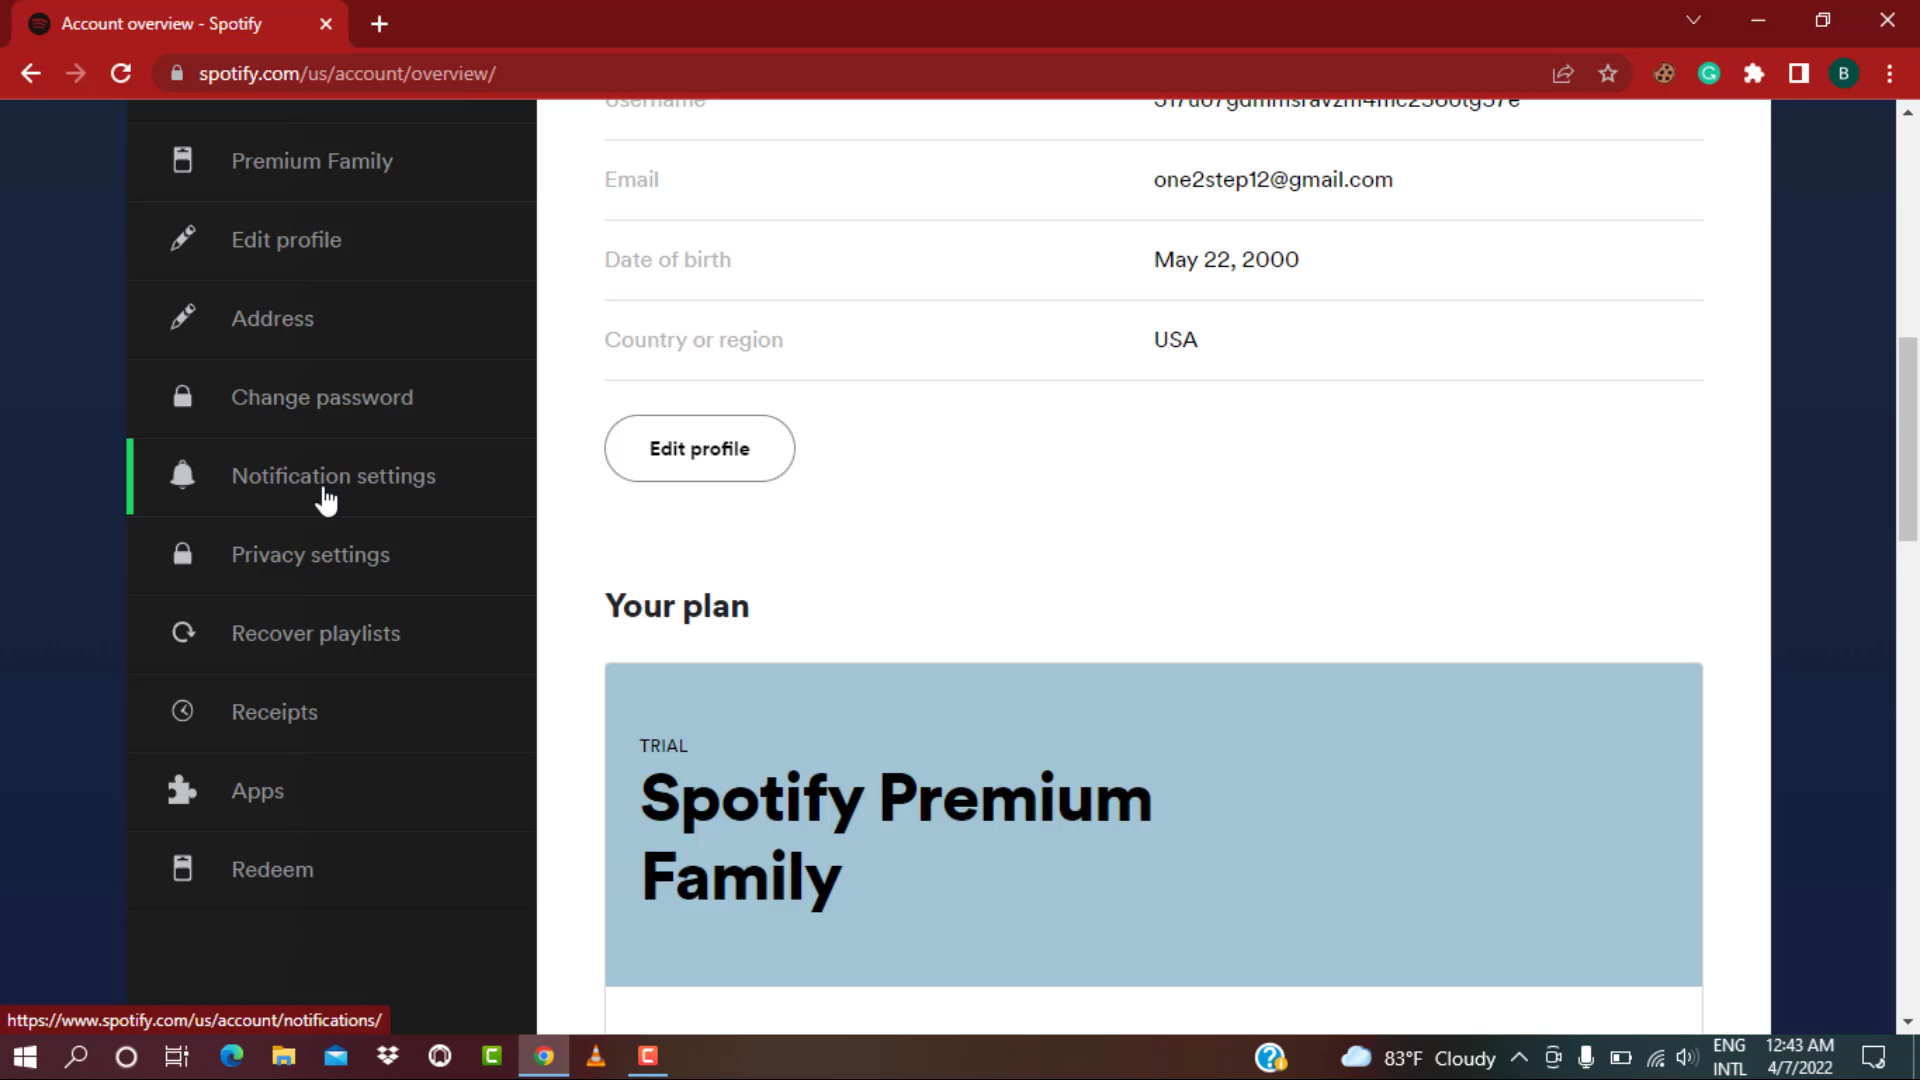 Account overview - Spotify
spotify.com/us/account/overview/
B
Premium Family
Edit profile
Address
Change password
Notification settings
Privacy settings
Recover playlists
Receipts
Apps
Redeem
Username
Email
one2step12@gmail.com
Date of birth
May 22, 2000
Country or region
USA
Edit profile
Your plan
TRIAL
Spotify Premium
Family
https://www.spotify.com/us/account/notifications/
83°F Cloudy
ENG
INTL
12:43 AM
4/7/2022